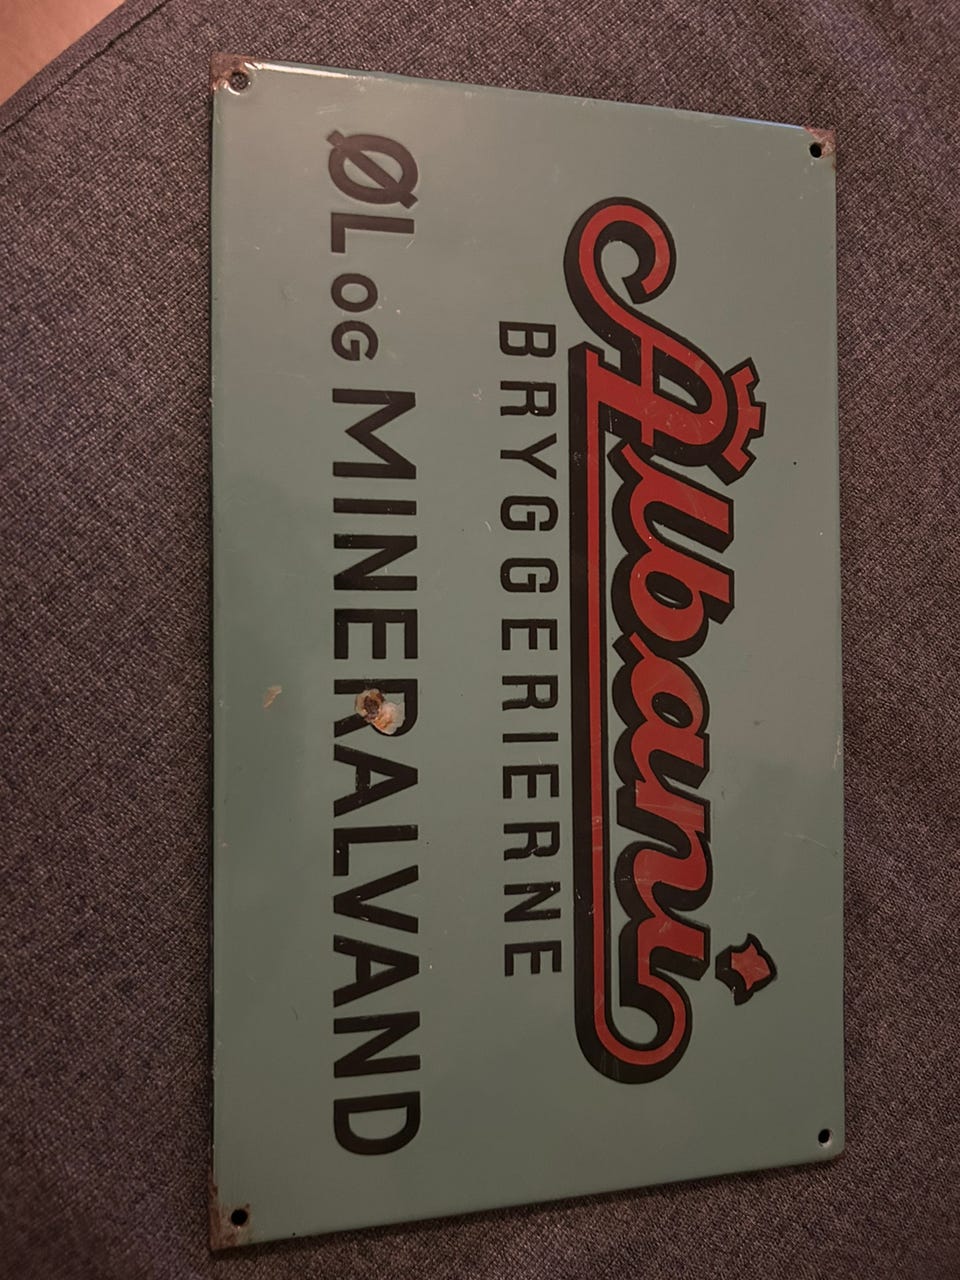 Albani
BRYGGERIERNE
ØL OG MINERALVAND